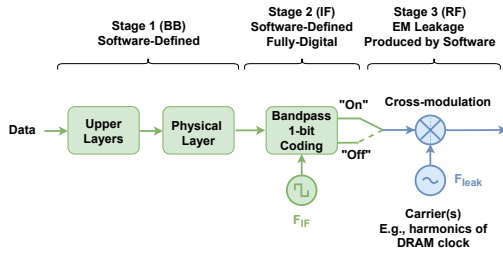 Stage 1 (BB)
Software-Defined
Stage 2 (IF)
Software-Defined
Fully-Digital
Stage 3 (RF)
EM Leakage
Produced by Software
Data
Upper
Layers
Physical
Layer
Bandpass
1-bit
Coding
"On"
"Off"
Cross-modulation
F_IF
F_leak
Carrier(s)
E.g., harmonics of
DRAM clock